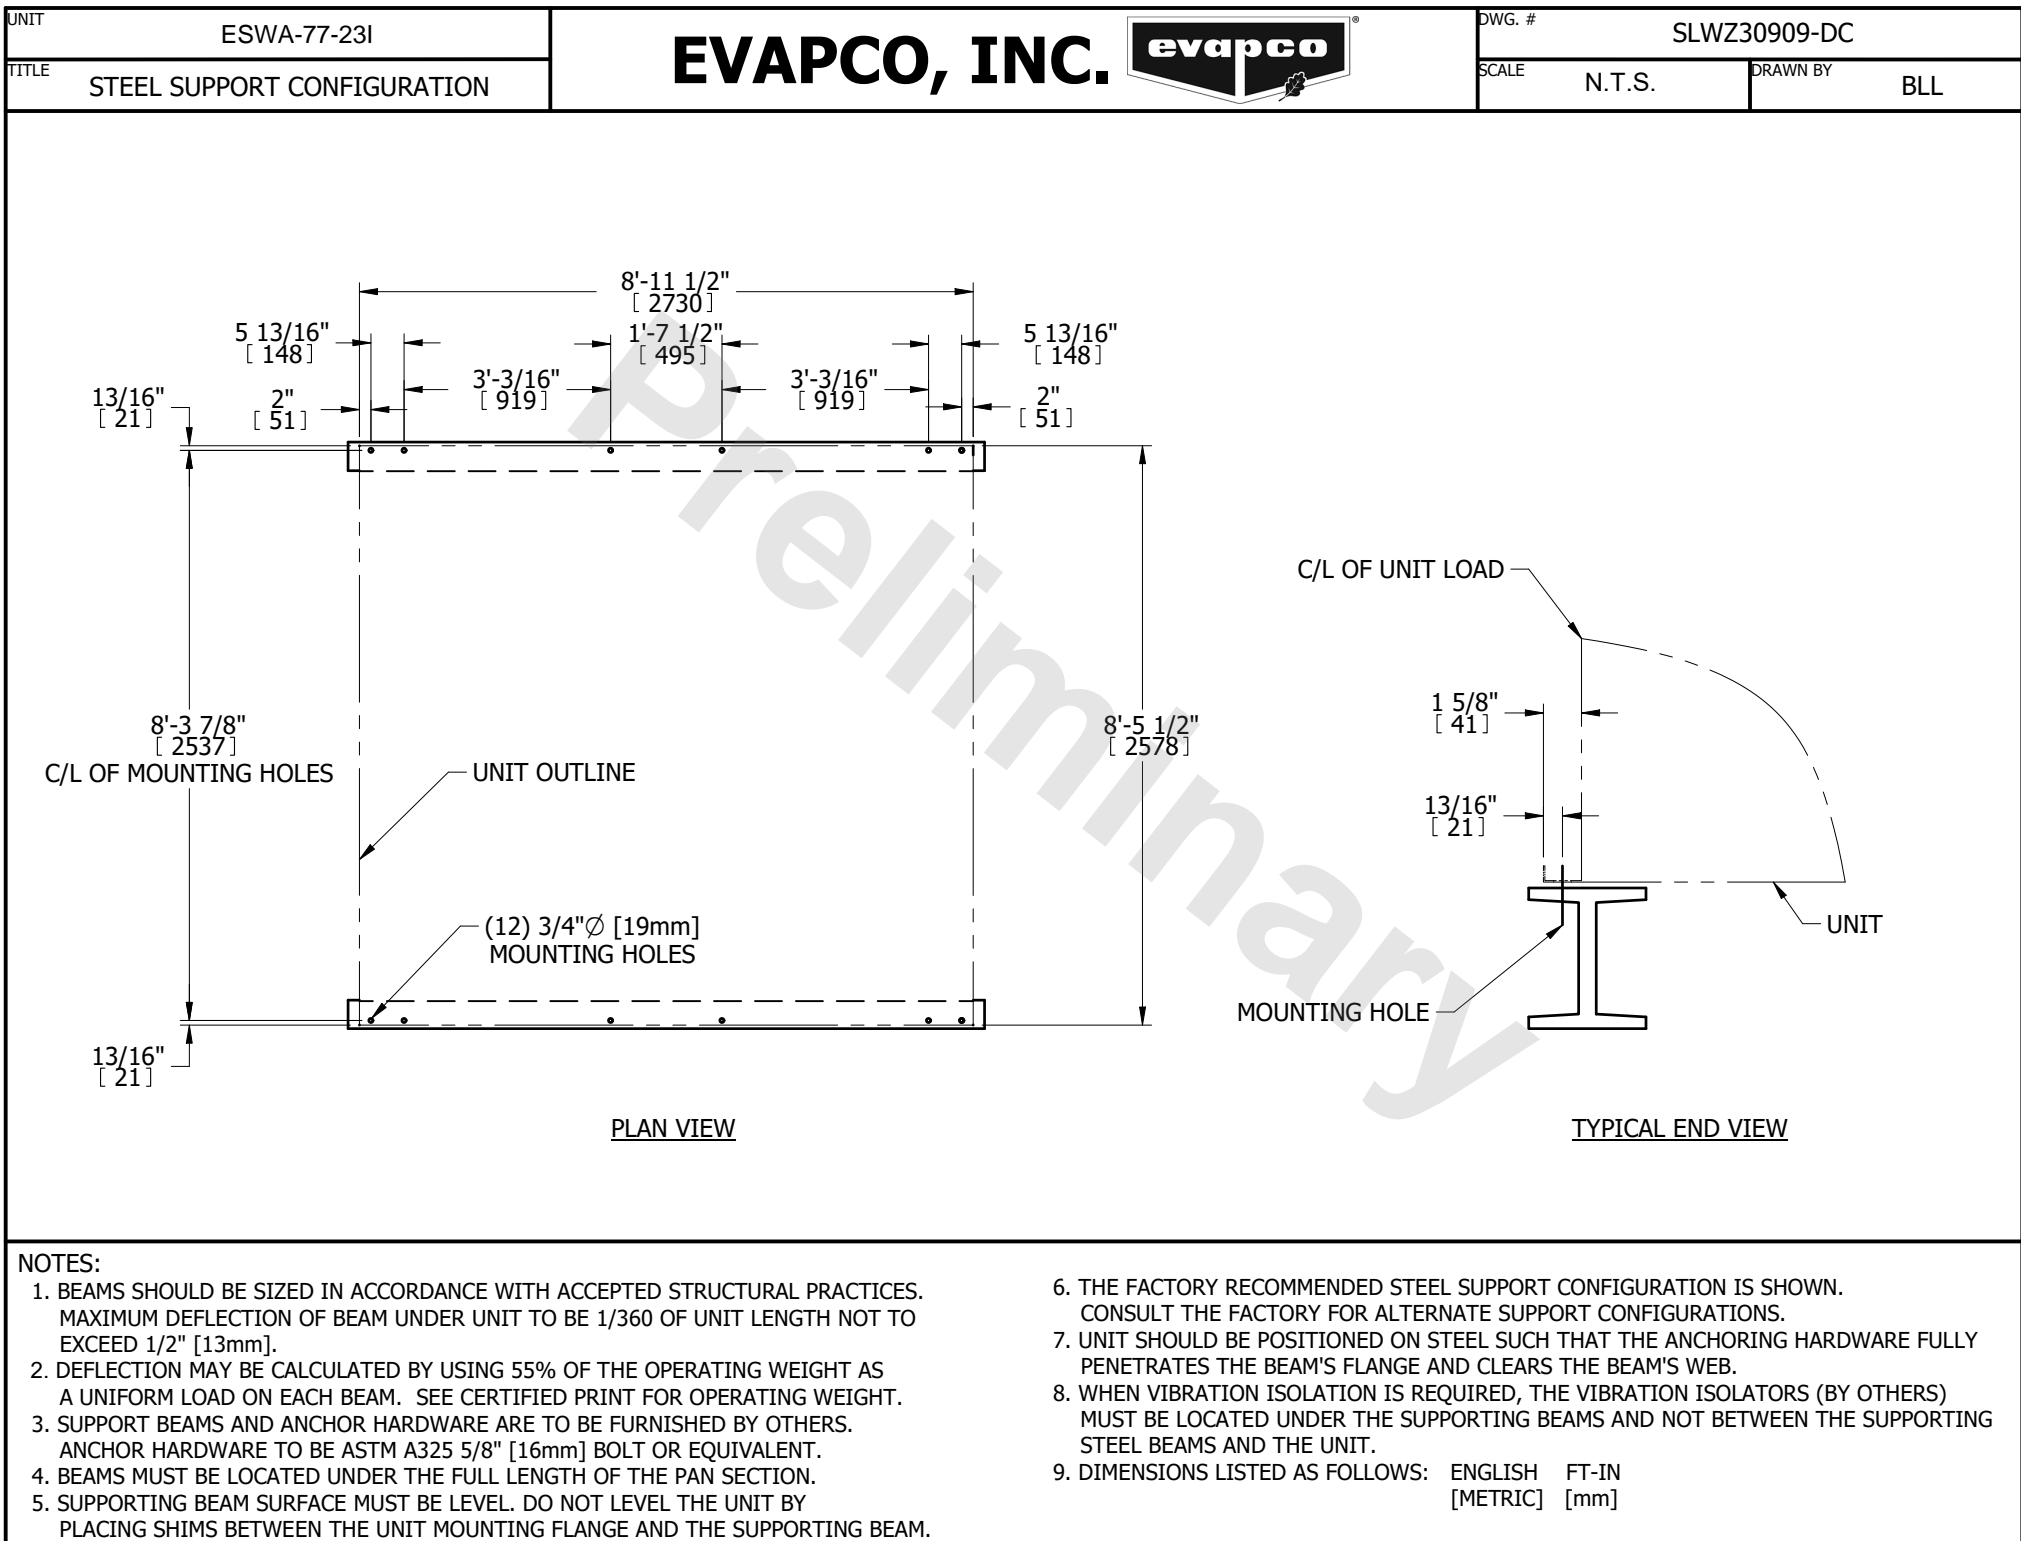 UNIT
ESWA-77-23I
TITLE
STEEL SUPPORT CONFIGURATION
EVAPCO, INC.
evapco
®
DWG. #
SLWZ30909-DC
SCALE
N.T.S.
DRAWN BY
BLL
8'-11 1/2"
[ 2730]
5 13/16"
[ 148]
1'-7 1/2"
[ 495]
5 13/16"
[ 148]
3'-3/16"
[ 919]
3'-3/16"
[ 919]
13/16"
[ 21]
2"
[ 51]
2"
[ 51]
Preliminary
C/L OF UNIT LOAD
1 5/8"
[ 41]
8'-3 7/8"
[ 2537]
C/L OF MOUNTING HOLES
8'-5 1/2"
[ 2578]
UNIT OUTLINE
13/16"
[ 21]
(12) 3/4"∅ [19mm]
MOUNTING HOLES
UNIT
MOUNTING HOLE
13/16"
[ 21]
PLAN VIEW
TYPICAL END VIEW
NOTES:
1. BEAMS SHOULD BE SIZED IN ACCORDANCE WITH ACCEPTED STRUCTURAL PRACTICES.
MAXIMUM DEFLECTION OF BEAM UNDER UNIT TO BE 1/360 OF UNIT LENGTH NOT TO
EXCEED 1/2" [13mm].
2. DEFLECTION MAY BE CALCULATED BY USING 55% OF THE OPERATING WEIGHT AS
A UNIFORM LOAD ON EACH BEAM. SEE CERTIFIED PRINT FOR OPERATING WEIGHT.
3. SUPPORT BEAMS AND ANCHOR HARDWARE ARE TO BE FURNISHED BY OTHERS.
ANCHOR HARDWARE TO BE ASTM A325 5/8" [16mm] BOLT OR EQUIVALENT.
4. BEAMS MUST BE LOCATED UNDER THE FULL LENGTH OF THE PAN SECTION.
5. SUPPORTING BEAM SURFACE MUST BE LEVEL. DO NOT LEVEL THE UNIT BY
PLACING SHIMS BETWEEN THE UNIT MOUNTING FLANGE AND THE SUPPORTING BEAM.
6. THE FACTORY RECOMMENDED STEEL SUPPORT CONFIGURATION IS SHOWN.
CONSULT THE FACTORY FOR ALTERNATE SUPPORT CONFIGURATIONS.
7. UNIT SHOULD BE POSITIONED ON STEEL SUCH THAT THE ANCHORING HARDWARE FULLY
PENETRATES THE BEAM'S FLANGE AND CLEARS THE BEAM'S WEB.
8. WHEN VIBRATION ISOLATION IS REQUIRED, THE VIBRATION ISOLATORS (BY OTHERS)
MUST BE LOCATED UNDER THE SUPPORTING BEAMS AND NOT BETWEEN THE SUPPORTING
STEEL BEAMS AND THE UNIT.
9. DIMENSIONS LISTED AS FOLLOWS: ENGLISH FT-IN
[METRIC] [mm]